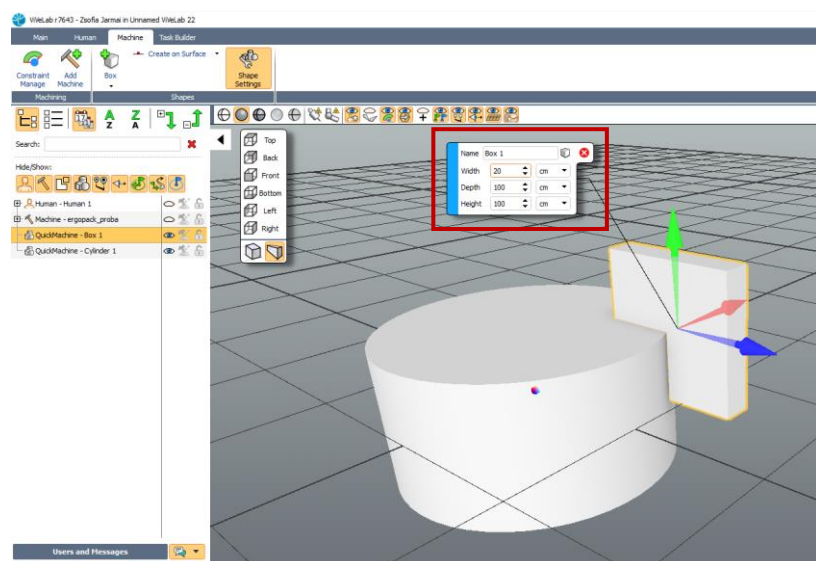 ViveLab r7643 - Zsofia Jarmai in Unnamed ViveLab 22
Main Human Machine Task Builder
Constraint Manage
Add Machine
Box
Create on Surface
Shape Settings
Machining Shapes
A Z
Z A
Search:
Hide/Show:
Human - Human 1
Machine - ergopack_proba
QuickMachine - Box 1
QuickMachine - Cylinder 1
Users and Messages
Top
Back
Front
Bottom
Left
Right
Name Box 1
Width 20 cm
Depth 100 cm
Height 100 cm